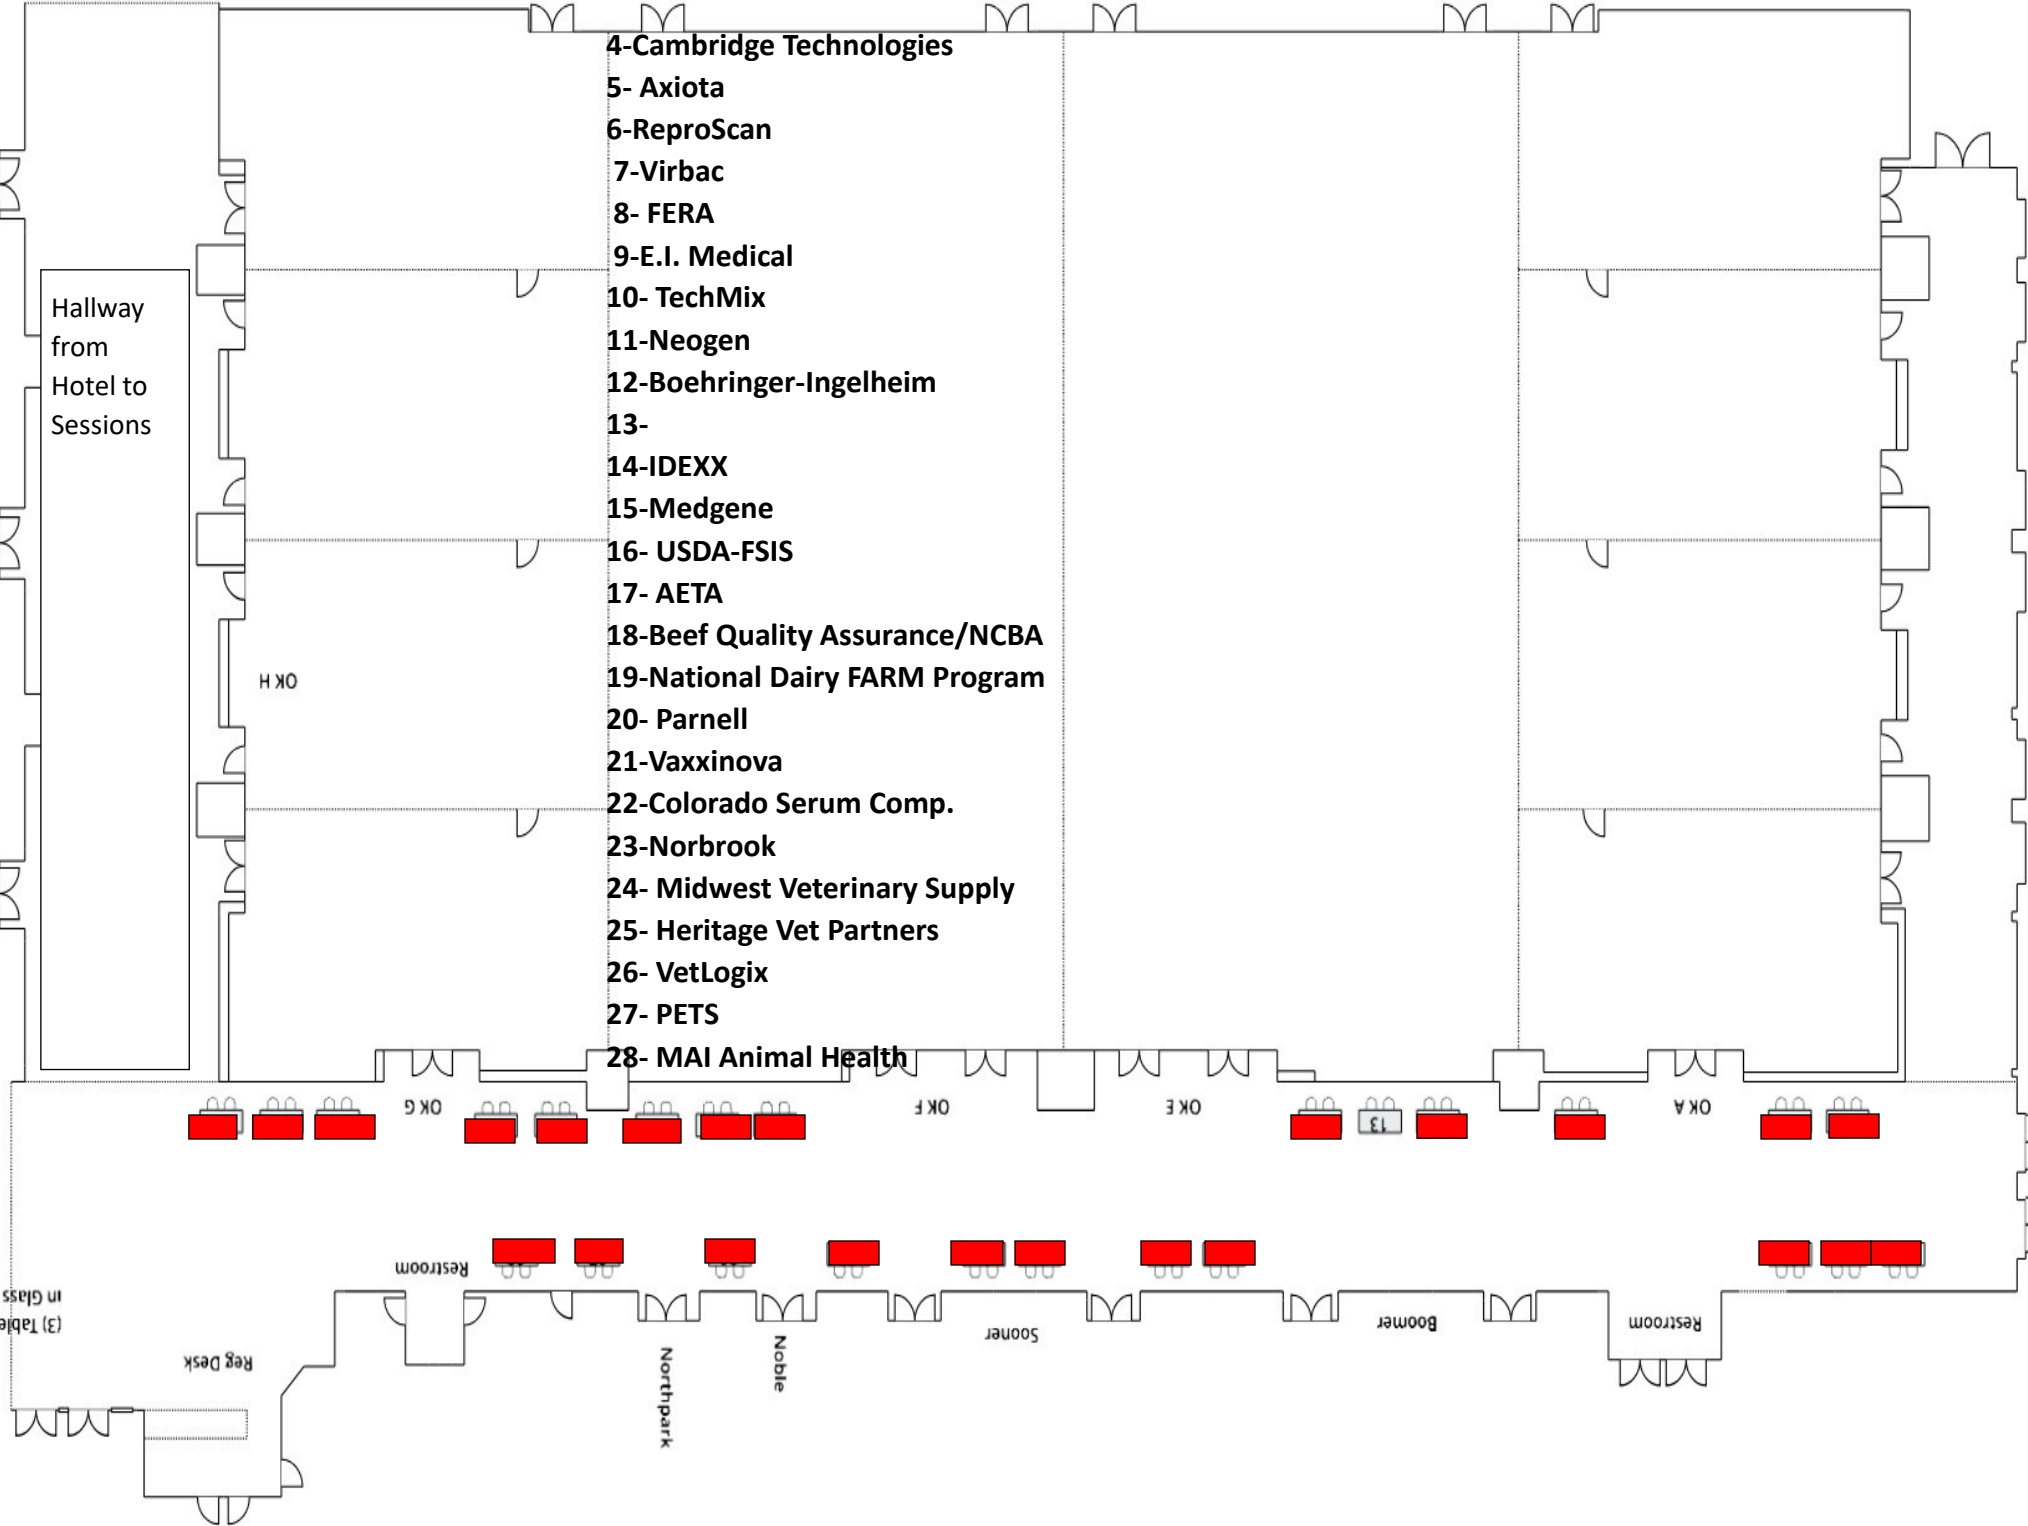 4-Cambridge Technologies
5- Axiota
6-ReproScan
7-Virbac
8- FERA
9-E.I. Medical
10- TechMix
11-Neogen
12-Boehringer-Ingelheim
13-
14-IDEXX
15-Medgene
16- USDA-FSIS
17- AETA
18-Beef Quality Assurance/NCBA
19-National Dairy FARM Program
20- Parnell
21-Vaxxinova
22-Colorado Serum Comp.
23-Norbrook
24- Midwest Veterinary Supply
25- Heritage Vet Partners
26- VetLogix
27- PETS
28- MAI Animal Health
Hallway
from
Hotel to
Sessions
OK H
OK G
OK F
OK E
13
OK A
Restroom
in Glass
(3) Table
Reg Desk
Northpark
Noble
Sooner
Boomer
Restroom